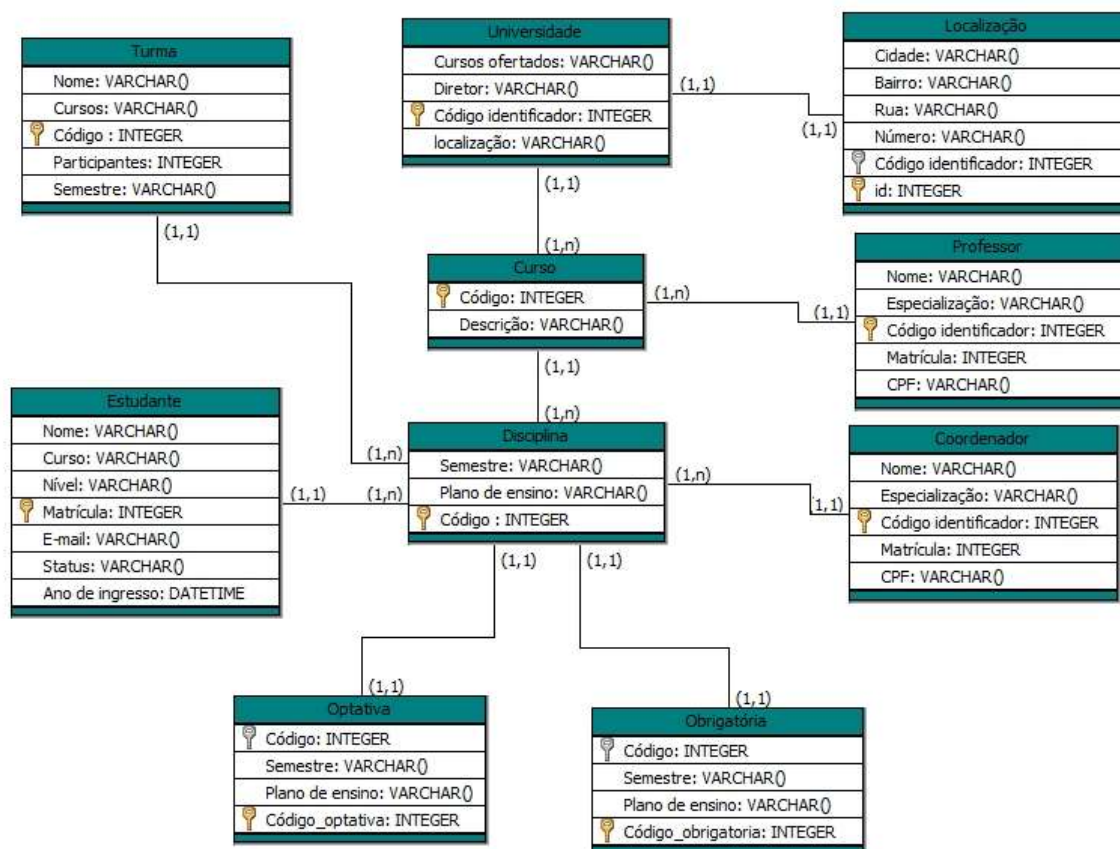 Turma
Nome: VARCHAR()
Cursos: VARCHAR()
Código : INTEGER
Participantes: INTEGER
Semestre: VARCHAR()
(1,1)
Universidade
Cursos ofertados: VARCHAR()
Diretor: VARCHAR()
Código identificador: INTEGER
localização: VARCHAR()
(1,1)
(1,1)
(1,1)
Localização
Cidade: VARCHAR()
Bairro: VARCHAR()
Rua: VARCHAR()
Número: VARCHAR()
Código identificador: INTEGER
id: INTEGER
(1,n)
Curso
Código: INTEGER
Descrição: VARCHAR()
(1,n)
(1,1)
(1,1)
Professor
Nome: VARCHAR()
Especialização: VARCHAR()
Código identificador: INTEGER
Matrícula: INTEGER
CPF: VARCHAR()
Estudante
Nome: VARCHAR()
Curso: VARCHAR()
Nível: VARCHAR()
Matrícula: INTEGER
E-mail: VARCHAR()
Status: VARCHAR()
Ano de ingresso: DATETIME
(1,1)
(1,n)
(1,n)
(1,n)
Disciplina
Semestre: VARCHAR()
Plano de ensino: VARCHAR()
Código : INTEGER
(1,n)
(1,1)
(1,1)
(1,1)
Coordenador
Nome: VARCHAR()
Especialização: VARCHAR()
Código identificador: INTEGER
Matrícula: INTEGER
CPF: VARCHAR()
(1,1)
Optativa
Código: INTEGER
Semestre: VARCHAR()
Plano de ensino: VARCHAR()
Código_optativa: INTEGER
(1,1)
Obrigatória
Código: INTEGER
Semestre: VARCHAR()
Plano de ensino: VARCHAR()
Código_obrigatoria: INTEGER